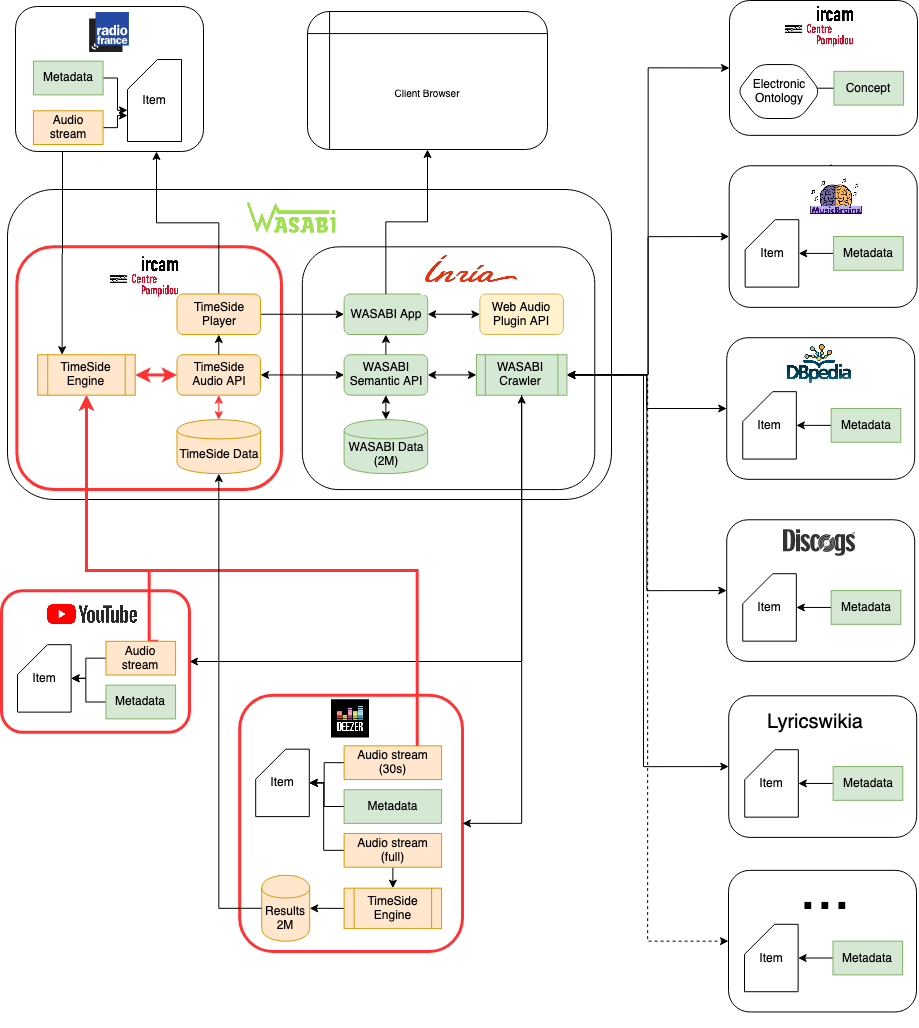 radio
france
Metadata
Audio
stream
Item
Client Browser
ircam
Centre
Pompidou
Electronic
Ontology
Concept
MusicBrainz
Item
Metadata
WASABi
ircam
Centre
Pompidou
TimeSide
Player
TimeSide
Engine
TimeSide
Audio API
TimeSide Data
Inria
WASABI App
Web Audio
Plugin API
WASABI
Semantic API
WASABI
Crawler
WASABI Data
(2M)
DBpedia
Item
Metadata
Discogs
Item
Metadata
YouTube
Item
Audio
stream
Metadata
DEEZER
Item
Audio stream
(30s)
Metadata
Audio stream
(full)
TimeSide
Engine
Results
2M
Lyricswikia
Item
Metadata
...
Item
Metadata